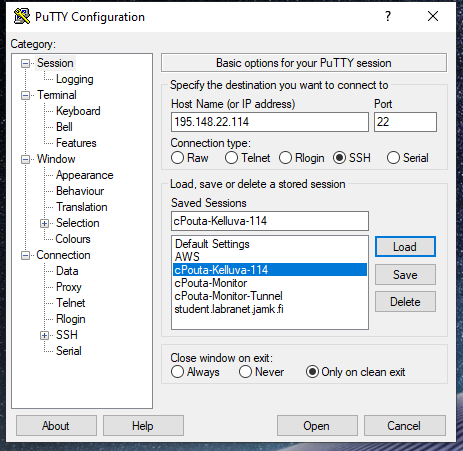 PuTTY Configuration
? ×
Category:
Session
Logging
Terminal
Keyboard
Bell
Features
Window
Appearance
Behaviour
Translation
Selection
Colours
Connection
Data
Proxy
Telnet
Rlogin
SSH
Serial
Basic options for your PuTTY session
Specify the destination you want to connect to
Host Name (or IP address) Port
195.148.22.114 22
Connection type:
Raw Telnet Rlogin SSH Serial
Load, save or delete a stored session
Saved Sessions
cPouta-Kelluva-114
Default Settings
AWS
cPouta-Kelluva-114
cPouta-Monitor
cPouta-Monitor-Tunnel
student.labranet.jamk.fi
Load
Save
Delete
Close window on exit:
Always Never Only on clean exit
About Help Open Cancel